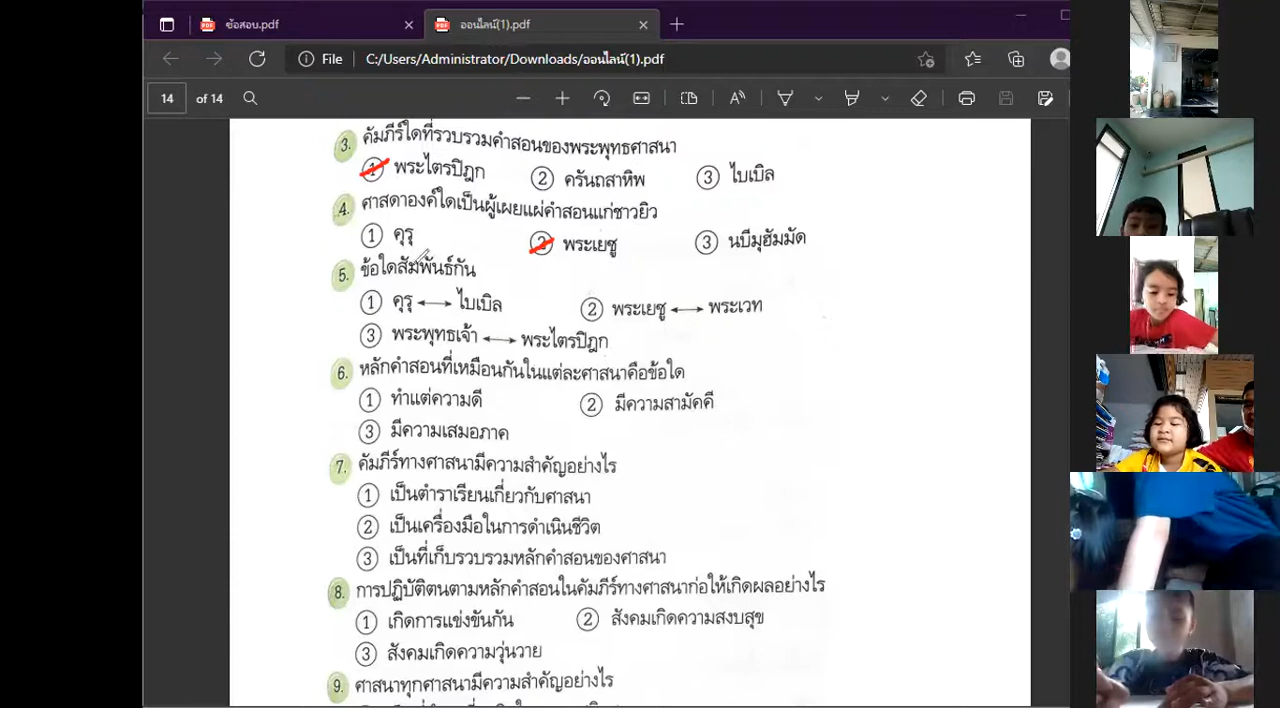 ข้อสอบ.pdf
ออนไลน์(1).pdf
File C:/Users/Administrator/Downloads/ออนไลน์(1).pdf
14 of 14
3. คัมภีร์ใดที่รวบรวมคำสอนของพระพุทธศาสนา
1 พระไตรปิฎก 2 ครันถสาหิพ 3 ไบเบิล
4. ศาสดาองค์ใดเป็นผู้เผยแผ่คำสอนแก่ชาวยิว
1 คุรุ 2 พระเยซู 3 นบีมุฮัมมัด
5. ข้อใดสัมพันธ์กัน
1 คุรุ ↔ ไบเบิล 2 พระเยซู ↔ พระเวท
3 พระพุทธเจ้า ↔ พระไตรปิฎก
6. หลักคำสอนที่เหมือนกันในแต่ละศาสนาคือข้อใด
1 ทำแต่ความดี 2 มีความสามัคคี
3 มีความเสมอภาค
7. คัมภีร์ทางศาสนามีความสำคัญอย่างไร
1 เป็นตำราเรียนเกี่ยวกับศาสนา
2 เป็นเครื่องมือในการดำเนินชีวิต
3 เป็นที่เก็บรวบรวมหลักคำสอนของศาสนา
8. การปฏิบัติตนตามหลักคำสอนในคัมภีร์ทางศาสนาก่อให้เกิดผลอย่างไร
1 เกิดการแข่งขันกัน 2 สังคมเกิดความสงบสุข
3 สังคมเกิดความวุ่นวาย
9. ศาสนาทุกศาสนามีความสำคัญอย่างไร